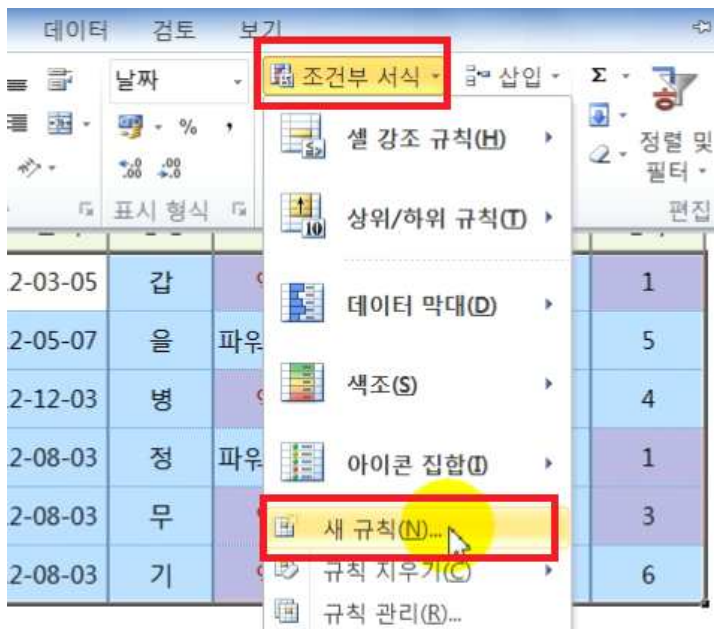 데이터 검토 보기
날짜 조건부 서식 삽입 Σ
% ,
정렬 및
필터
표시 형식 편집
셀 강조 규칙(H)
상위/하위 규칙(T)
데이터 막대(D)
색조(S)
아이콘 집합(I)
새 규칙(N)...
규칙 지우기(C)
규칙 관리(R)...
2-03-05 갑 1
2-05-07 을 파워 5
2-12-03 병 4
2-08-03 정 파워 1
2-08-03 무 3
2-08-03 기 6